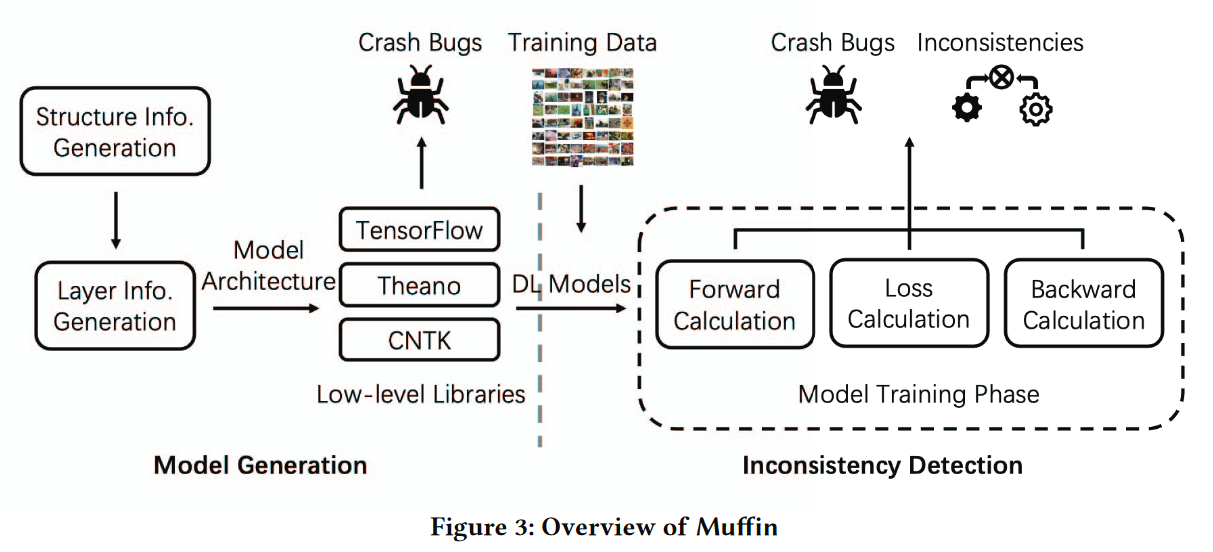 Crash Bugs
Training Data
Crash Bugs
Inconsistencies
Structure Info.
Generation
Layer Info.
Generation
Model
Architecture
TensorFlow
Theano
CNTK
Low-level Libraries
DL Models
Forward
Calculation
Loss
Calculation
Backward
Calculation
Model Training Phase
Model Generation
Inconsistency Detection
Figure 3: Overview of Muffin